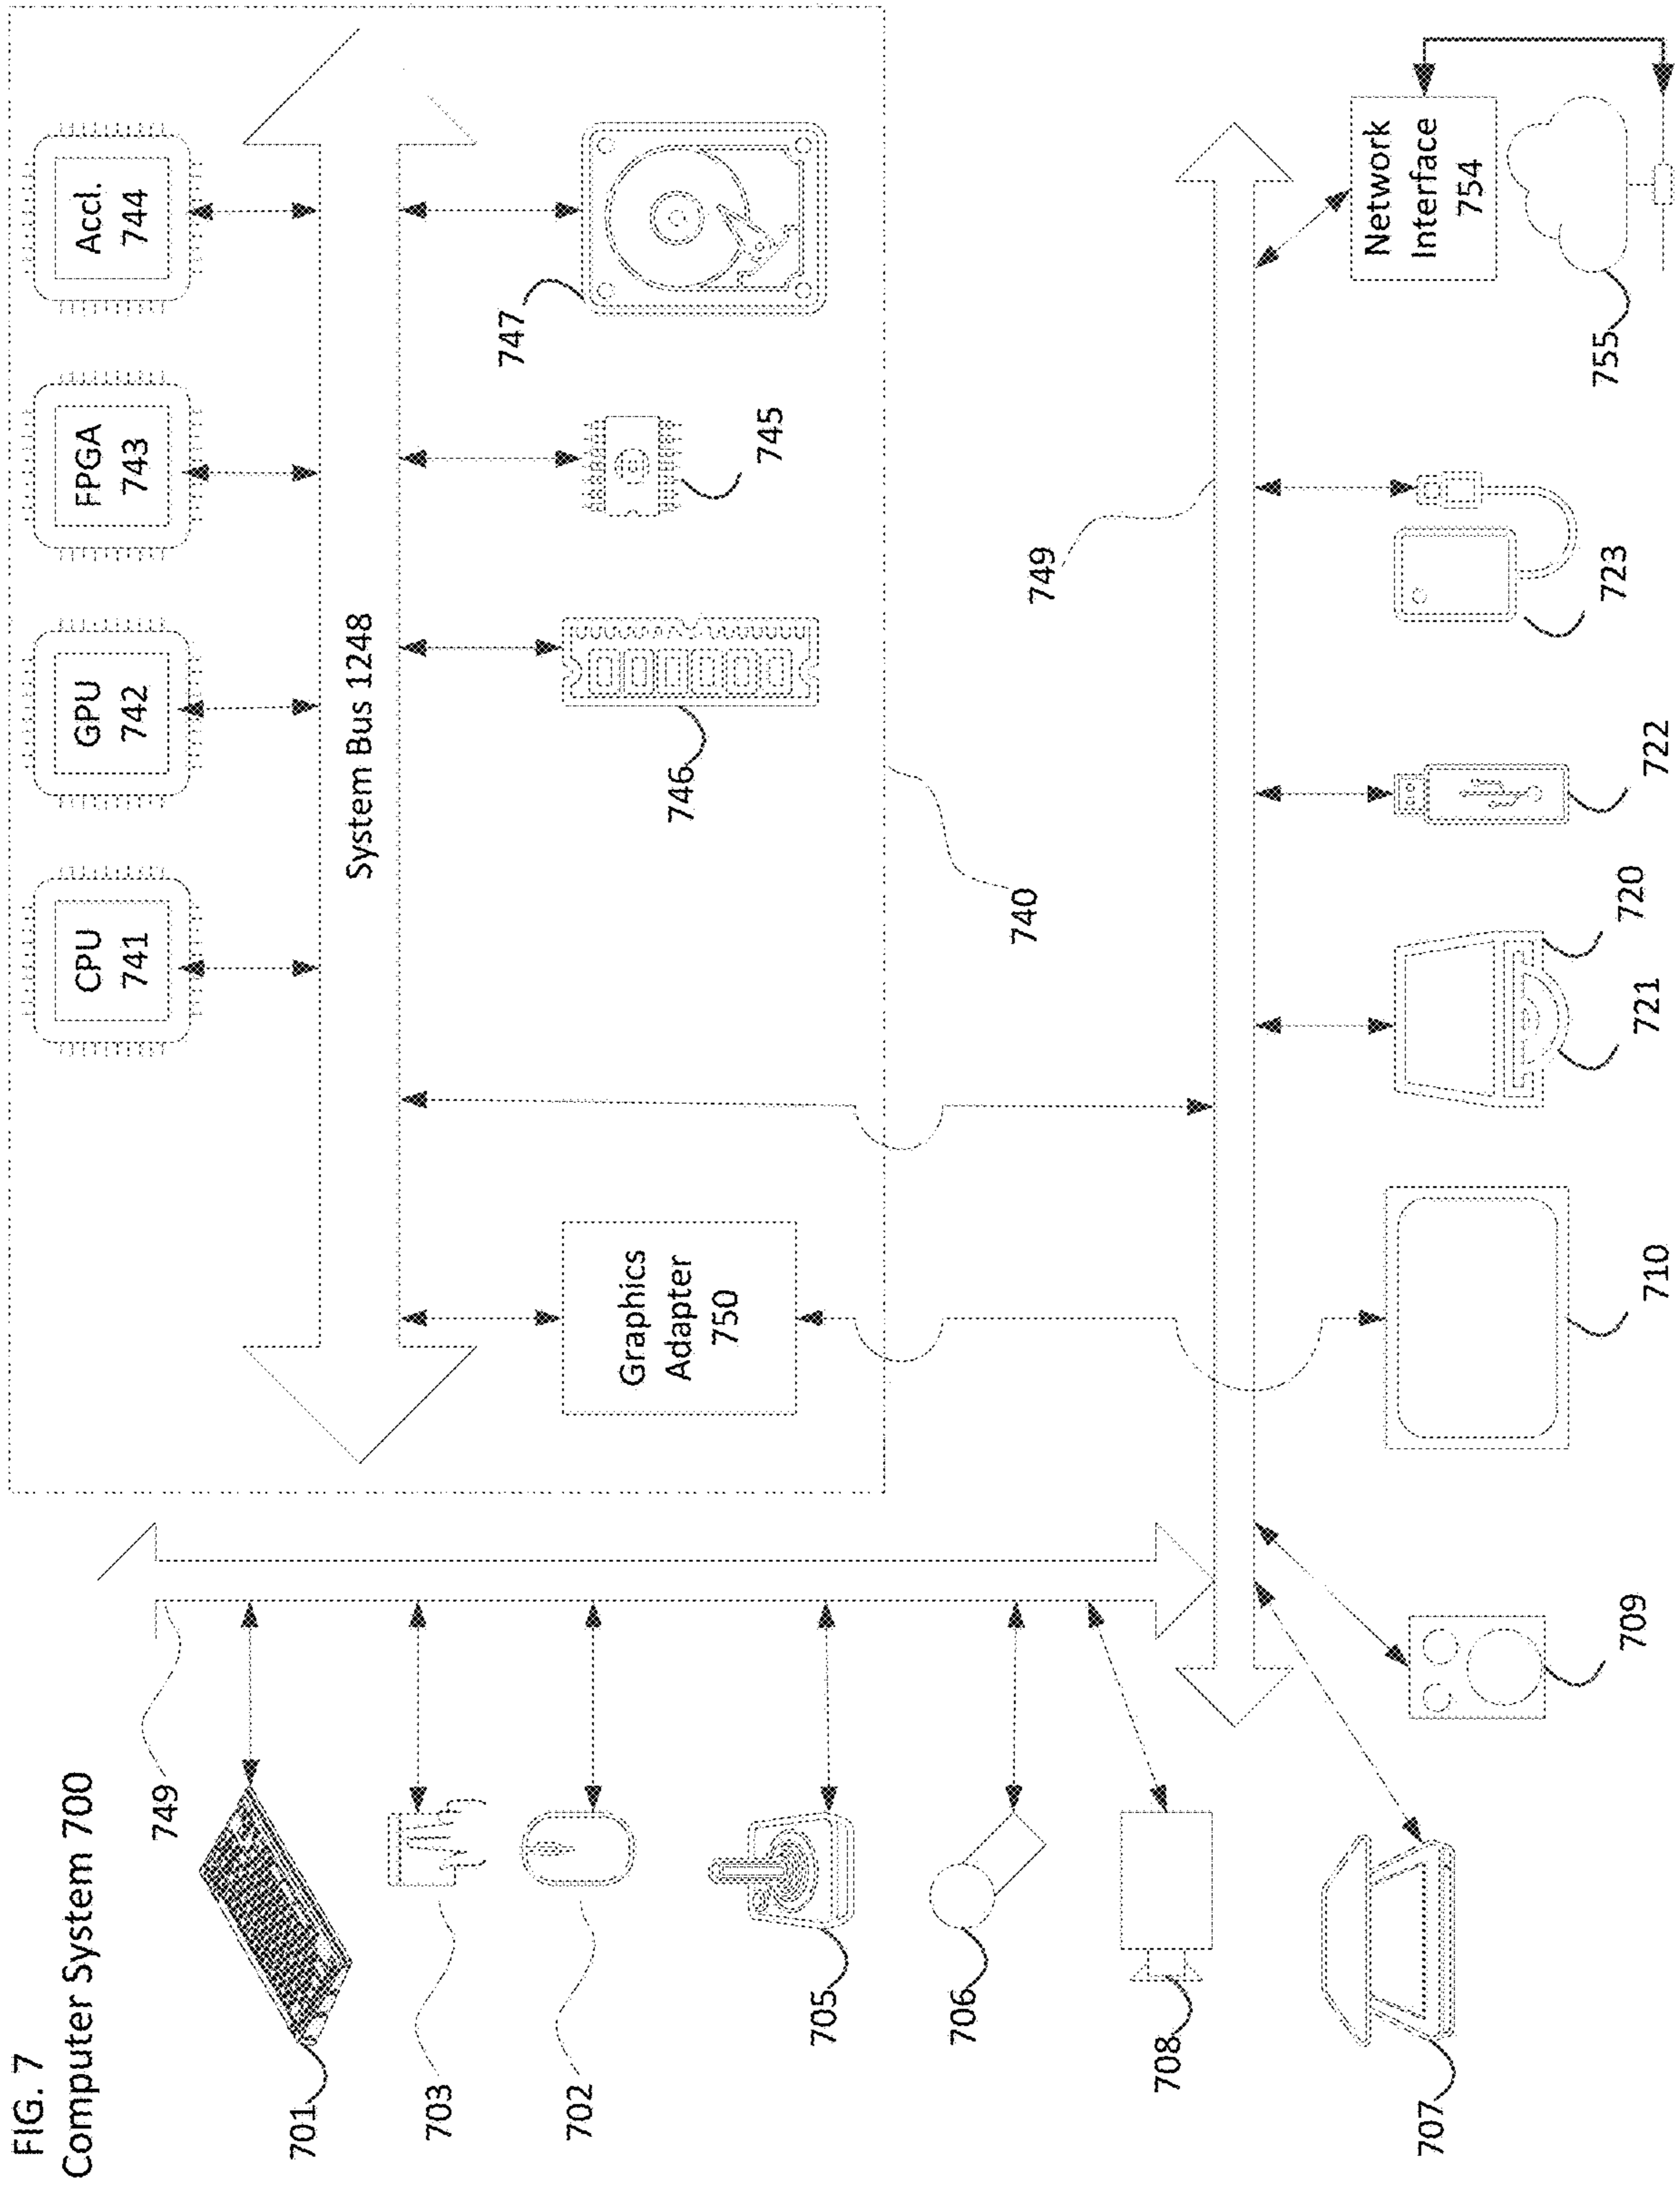 FIG. 7
Computer System 700
749
701
703
702
705
706
708
707
CPU
741
GPU
742
FPGA
743
Accl.
744
System Bus 1248
Graphics
Adapter
750
746
745
747
740
749
709
710
721
720
722
723
Network
Interface
754
755